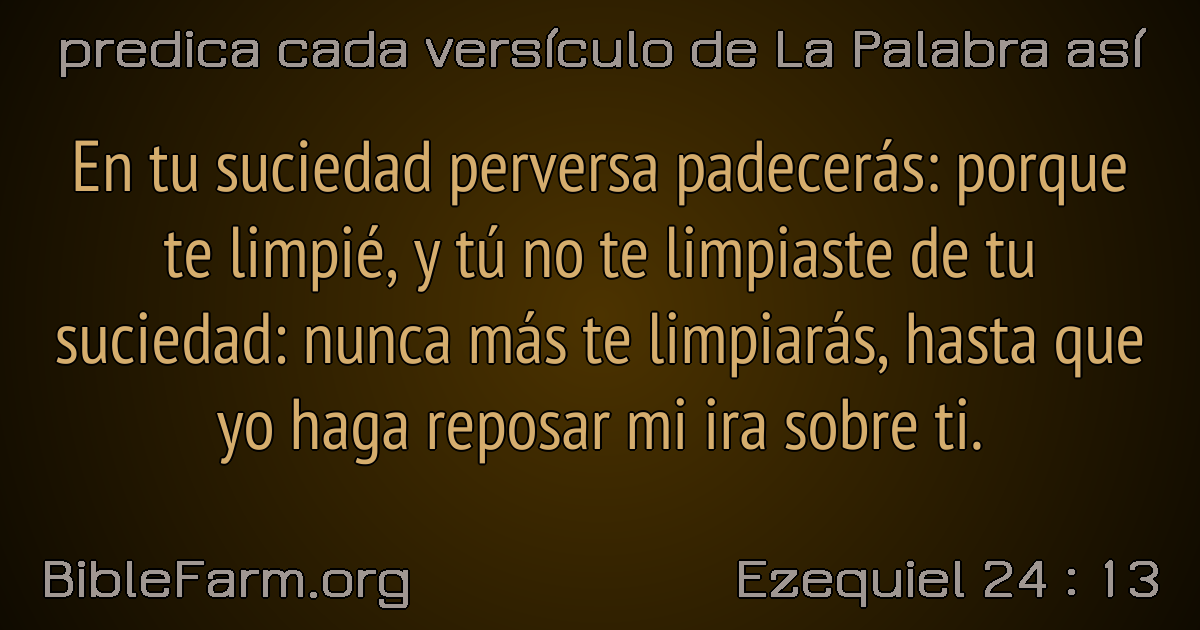 predica cada versículo de La Palabra así
En tu suciedad perversa padecerás: porque
te limpié, y tú no te limpiaste de tu
suciedad: nunca más te limpiarás, hasta que
yo haga reposar mi ira sobre ti.
BibleFarm.org
Ezequiel 24 : 13